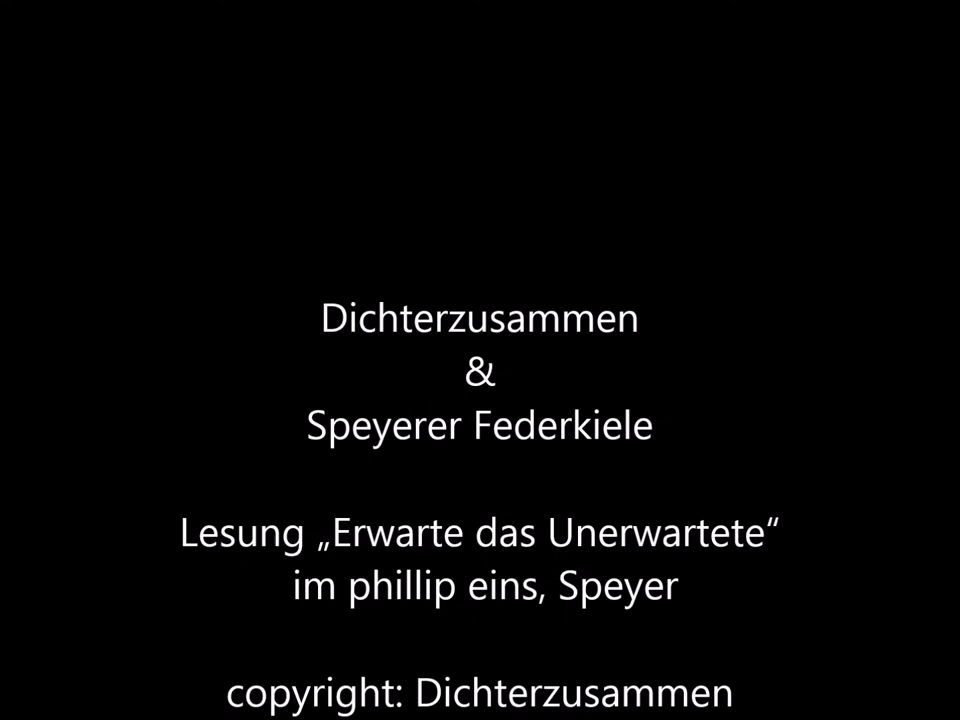 Dichterzusammen
&
Speyerer Federkiele
Lesung „Erwarte das Unerwartete“
im phillip eins, Speyer
copyright: Dichterzusammen